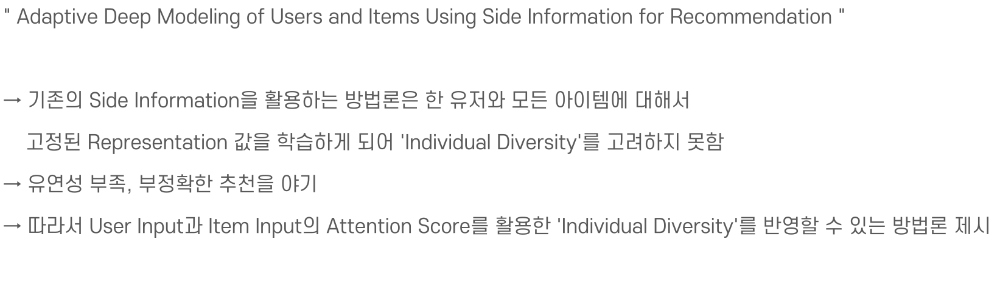 " Adaptive Deep Modeling of Users and Items Using Side Information for Recommendation "
→ 기존의 Side Information을 활용하는 방법론은 한 유저와 모든 아이템에 대해서
고정된 Representation 값을 학습하게 되어 'Individual Diversity'를 고려하지 못함
→ 유연성 부족, 부정확한 추천을 야기
→ 따라서 User Input과 Item Input의 Attention Score를 활용한 'Individual Diversity'를 반영할 수 있는 방법론 제시